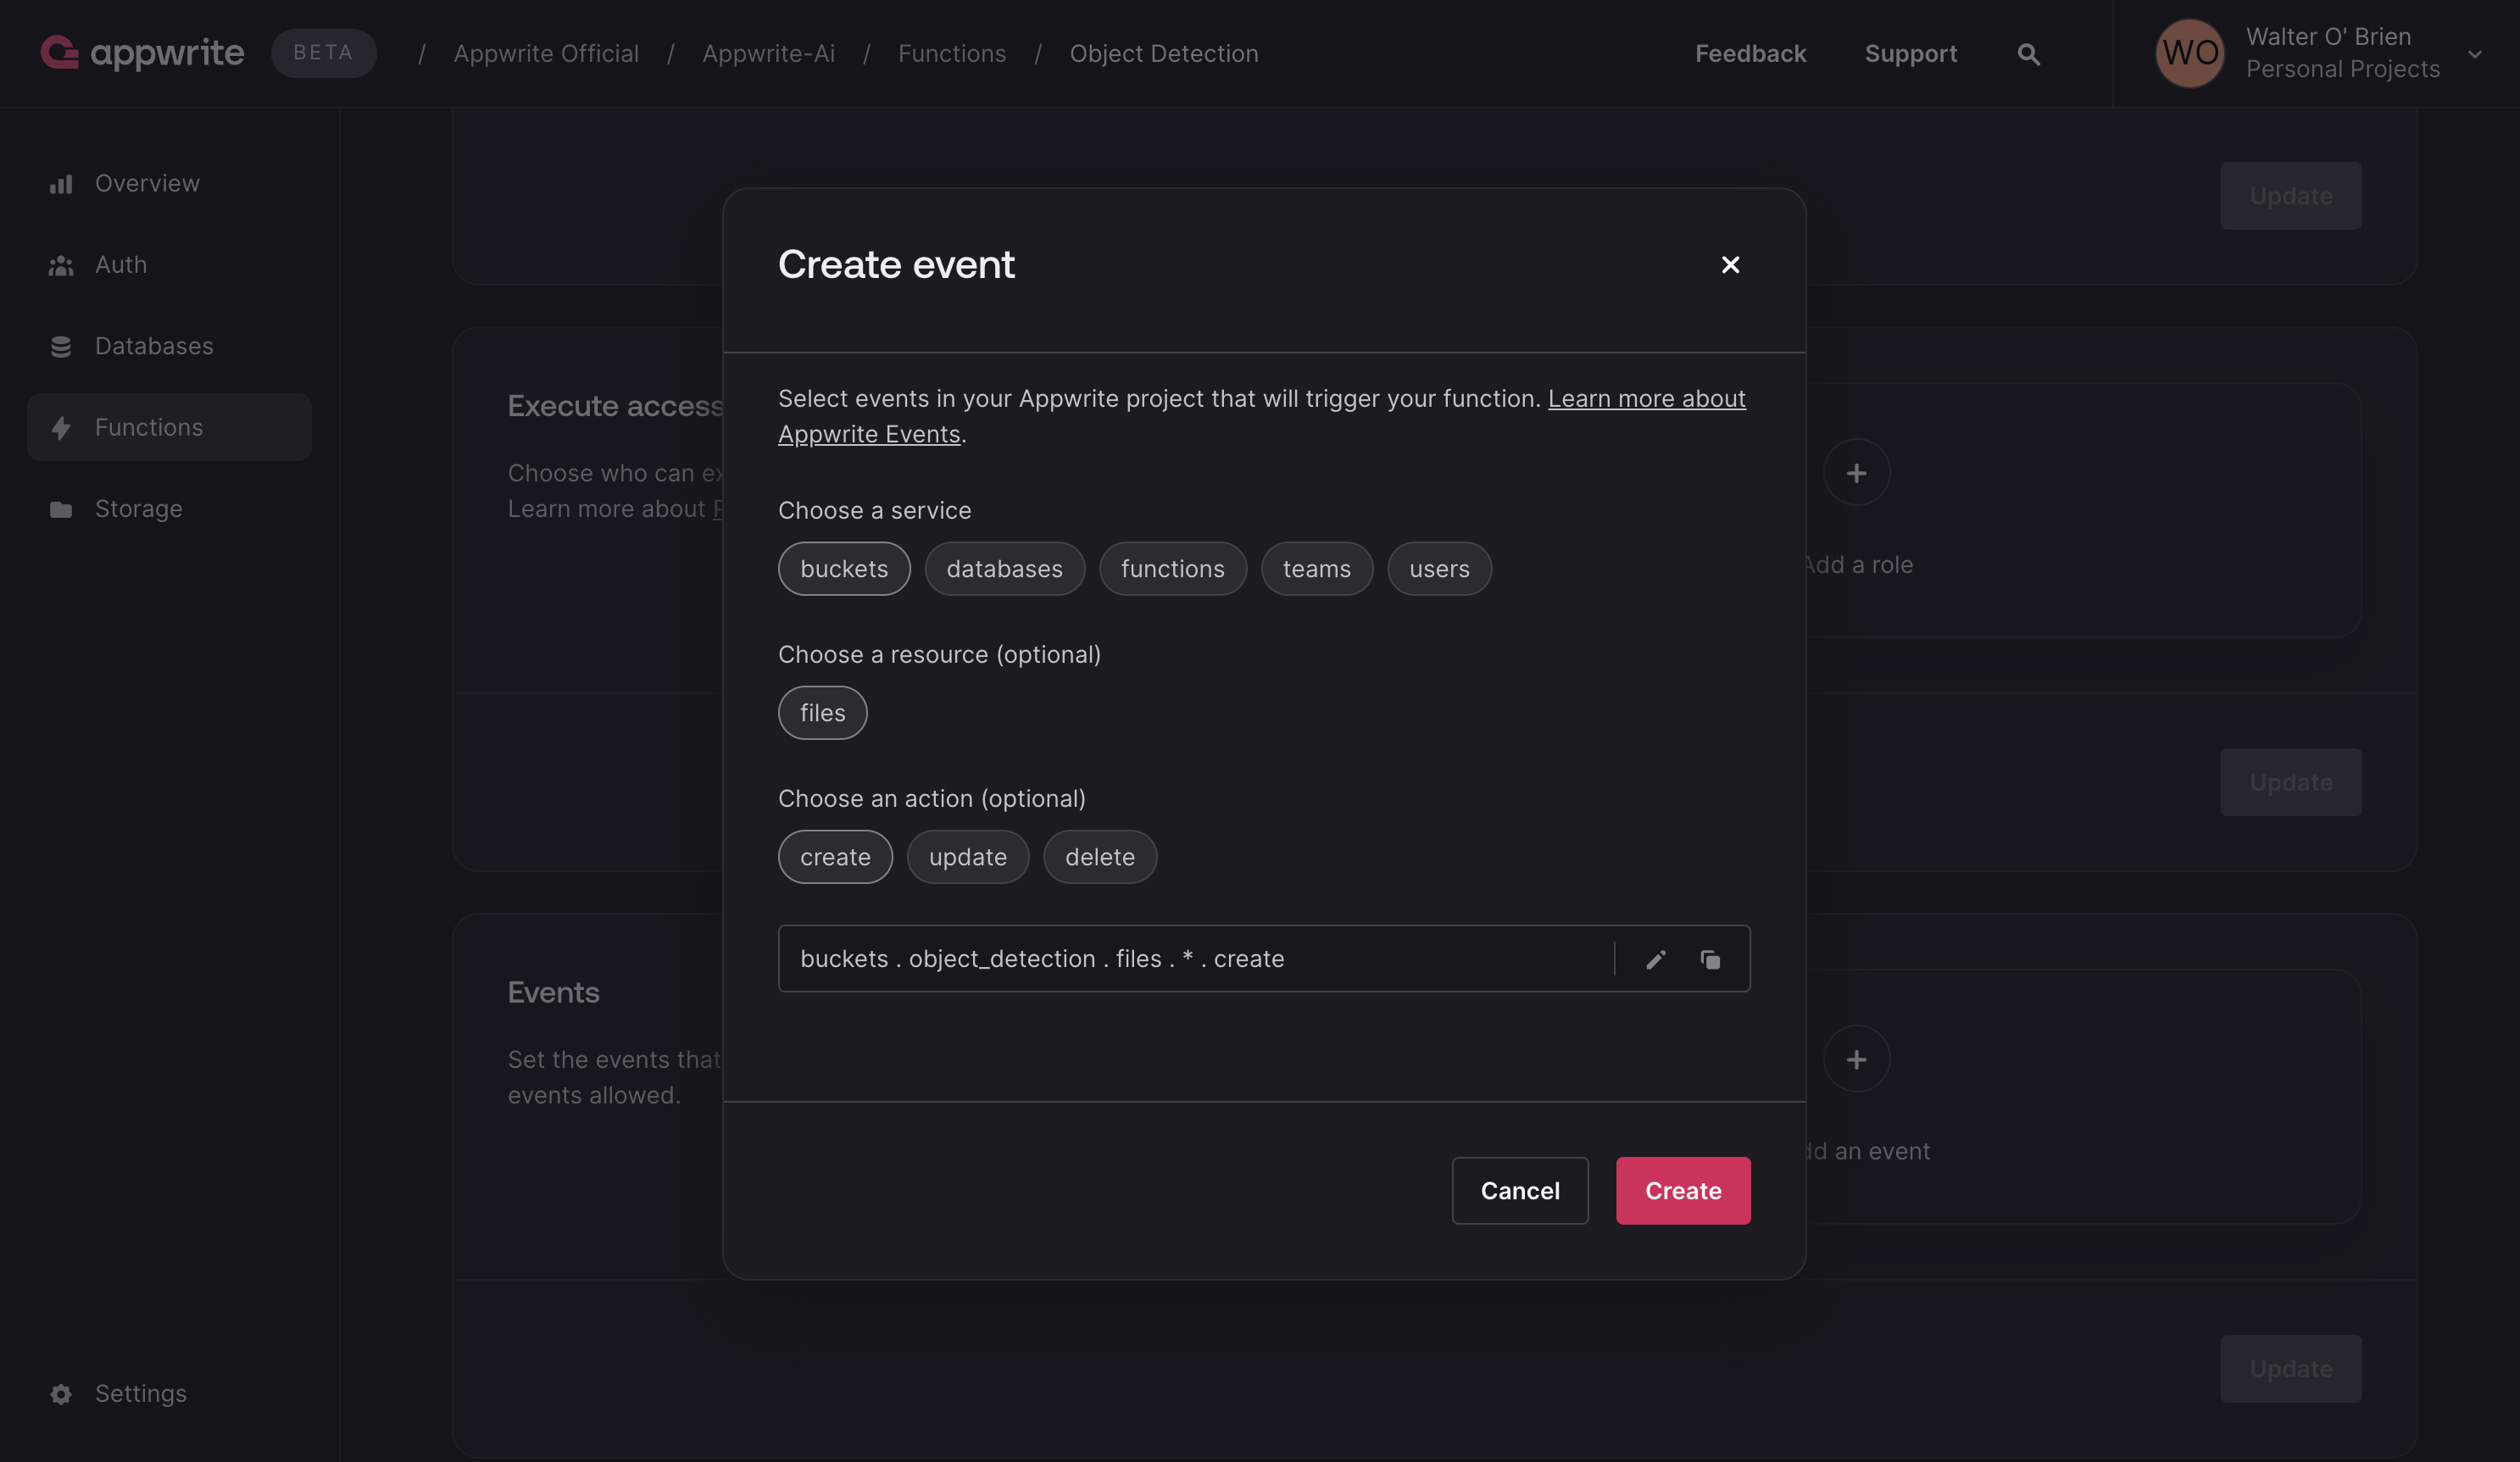 appwrite BETA / Appwrite Official / Appwrite-Ai / Functions / Object Detection
Feedback Support
WO
Walter O' Brien
Personal Projects
Overview
Auth
Databases
Functions
Storage
Settings
Update
Execute access
Choose who can
Learn more about
Add a role
Update
Events
Set the events that
events allowed.
an event
Update
Create event
Select events in your Appwrite project that will trigger your function. Learn more about
Appwrite Events.
Choose a service
buckets databases functions teams users
Choose a resource (optional)
files
Choose an action (optional)
create update delete
buckets . object_detection . files . * . create
Cancel Create